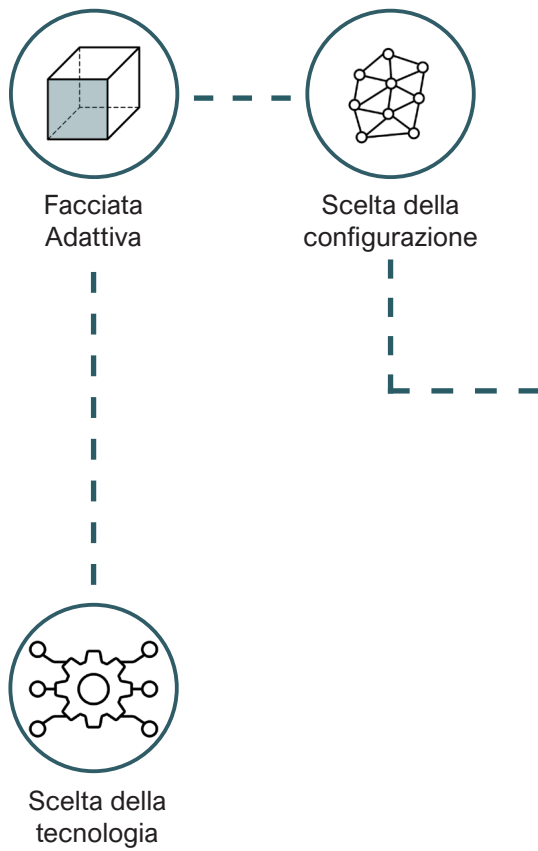 Facciata
Adattiva
Scelta della
configurazione
Scelta della
tecnologia